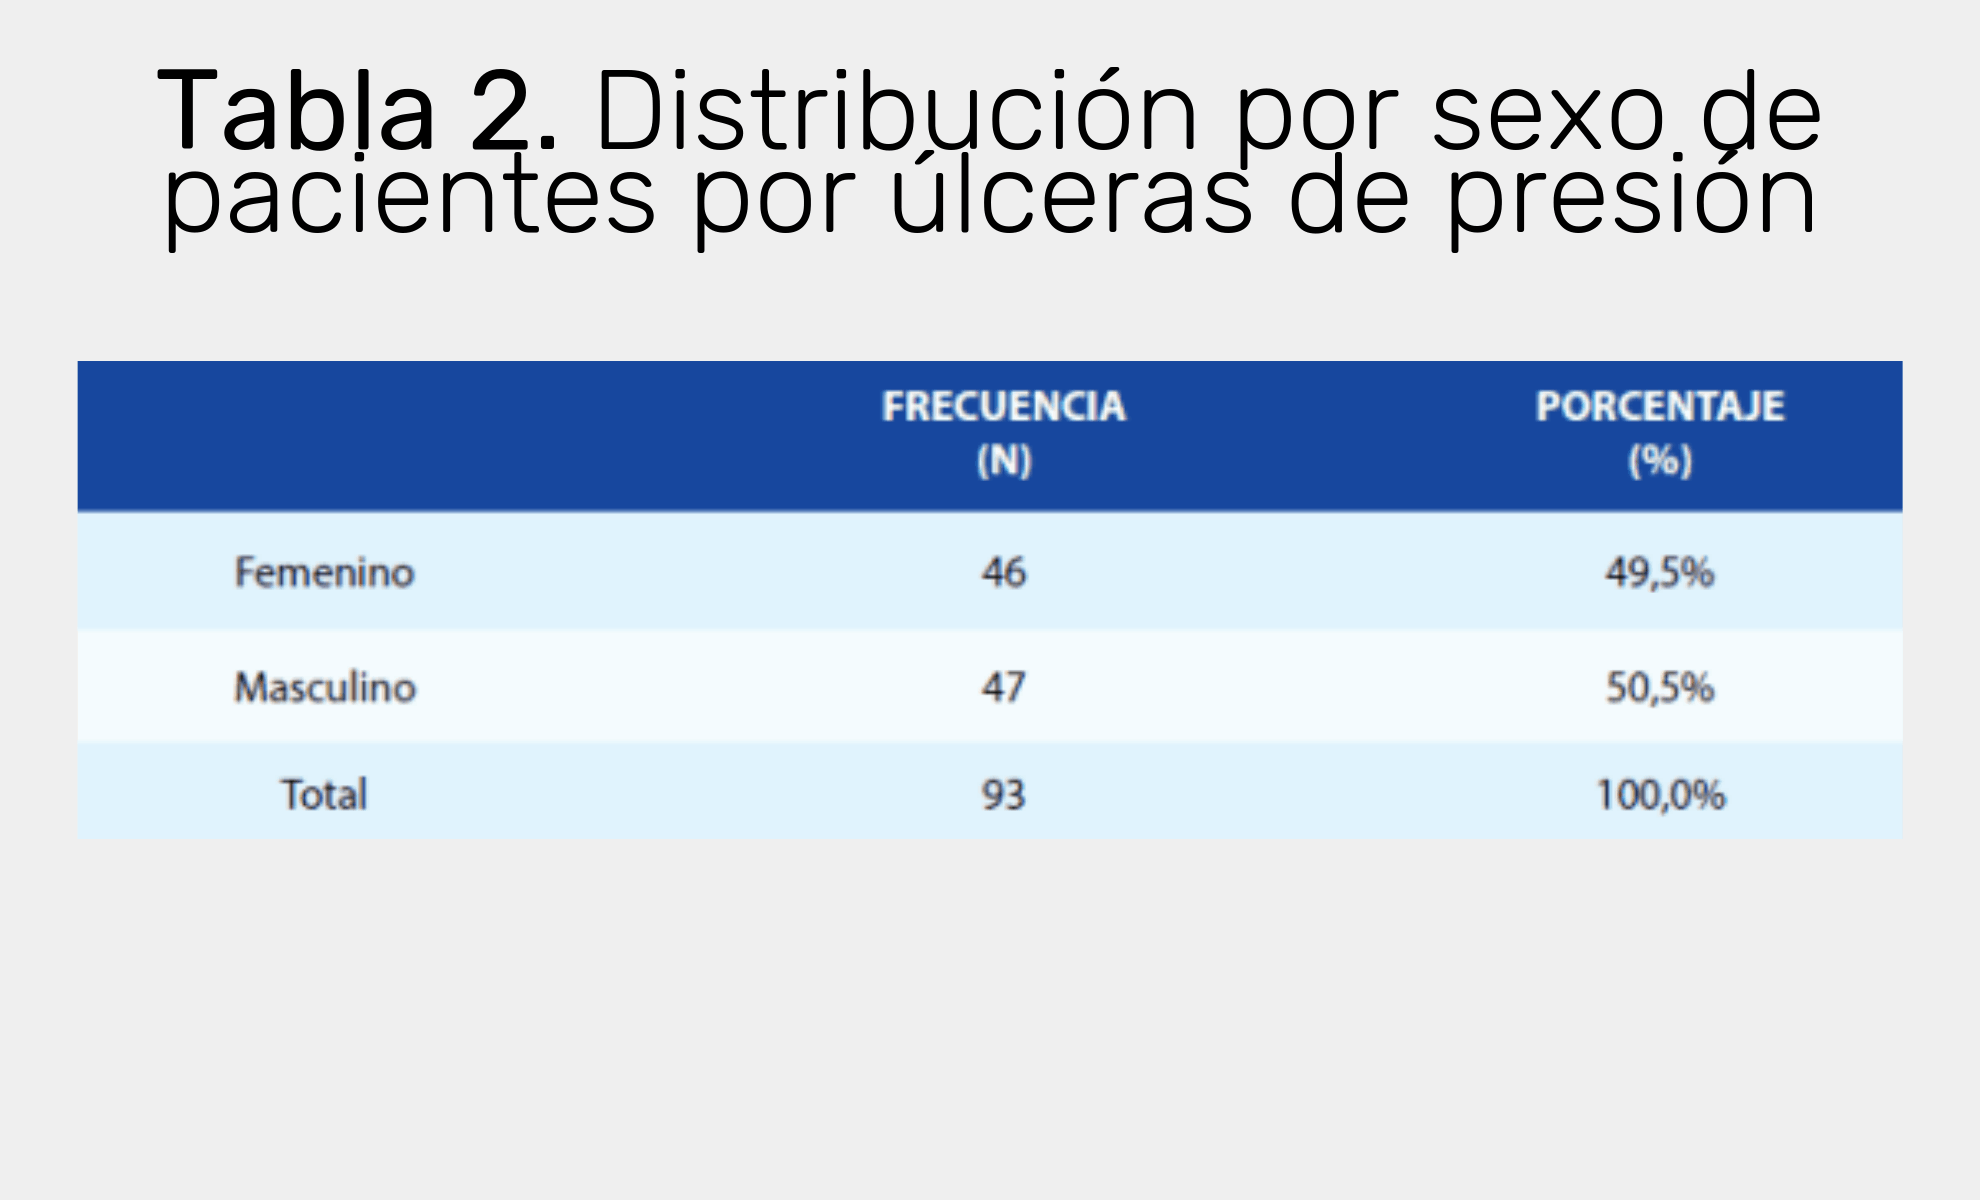 Tabla 2. Distribución por sexo de
pacientes por úlceras de presión
FRECUENCIA PORCENTAJE
(N) (%)
Femenino 46 49,5%
Masculino 47 50,5%
Total 93 100,0%